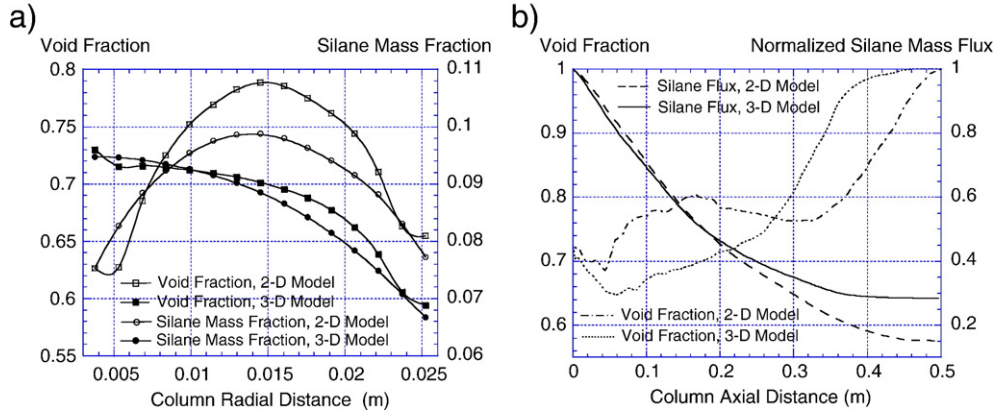 a)
Void Fraction
Silane Mass Fraction
0.8
0.75
0.7
0.65
0.6
0.55
0.11
0.1
0.09
0.08
0.07
0.06
Void Fraction, 2-D Model
Void Fraction, 3-D Model
Silane Mass Fraction, 2-D Model
Silane Mass Fraction, 3-D Model
0.005
0.01
0.015
0.02
0.025
Column Radial Distance (m)
b)
Void Fraction
Normalized Silane Mass Flux
1
0.9
0.8
0.7
0.6
1
0.8
0.6
0.4
0.2
Silane Flux, 2-D Model
Silane Flux, 3-D Model
Void Fraction, 2-D Model
Void Fraction, 3-D Model
0
0.1
0.2
0.3
0.4
0.5
Column Axial Distance (m)